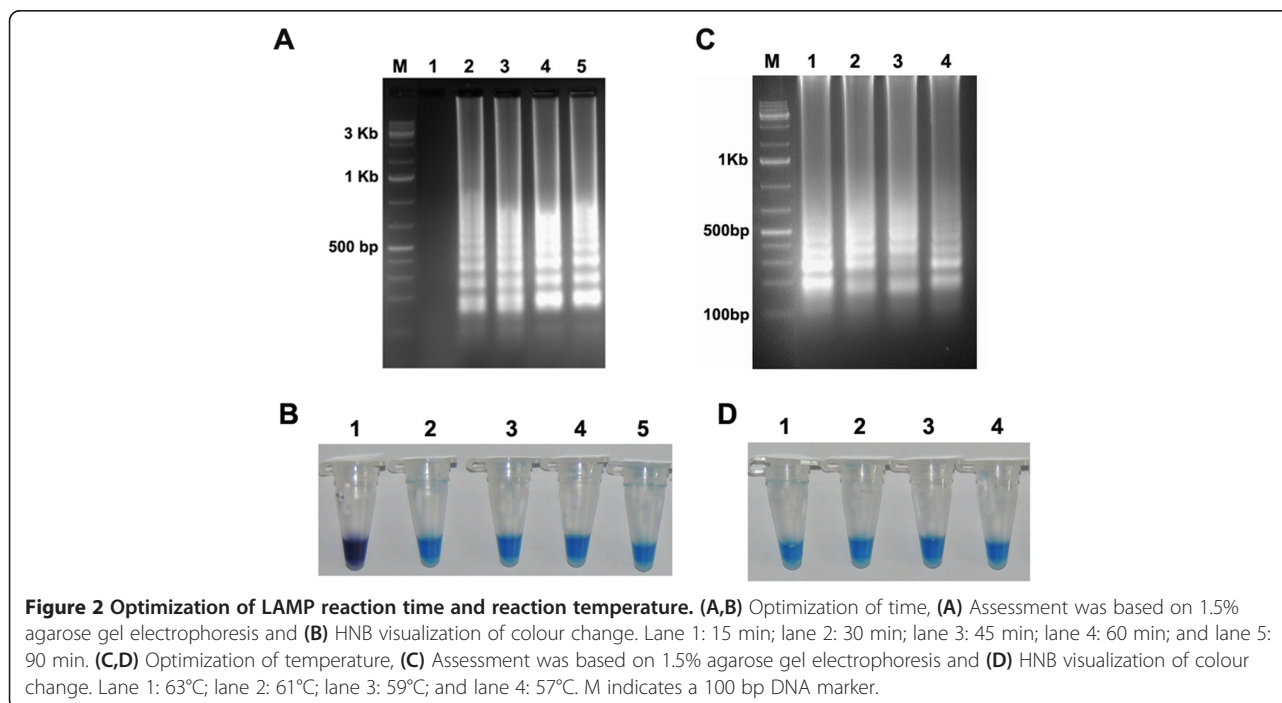 A
C
M 1 2 3 4 5
M 1 2 3 4
3 Kb
1 Kb
500 bp
1Kb
500bp
100bp
B
1 2 3 4 5
D
1 2 3 4
Figure 2 Optimization of LAMP reaction time and reaction temperature. (A,B) Optimization of time, (A) Assessment was based on 1.5%
agarose gel electrophoresis and (B) HNB visualization of colour change. Lane 1: 15 min; lane 2: 30 min; lane 3: 45 min; lane 4: 60 min; and lane 5:
90 min. (C,D) Optimization of temperature, (C) Assessment was based on 1.5% agarose gel electrophoresis and (D) HNB visualization of colour
change. Lane 1: 63°C; lane 2: 61°C; lane 3: 59°C; and lane 4: 57°C. M indicates a 100 bp DNA marker.